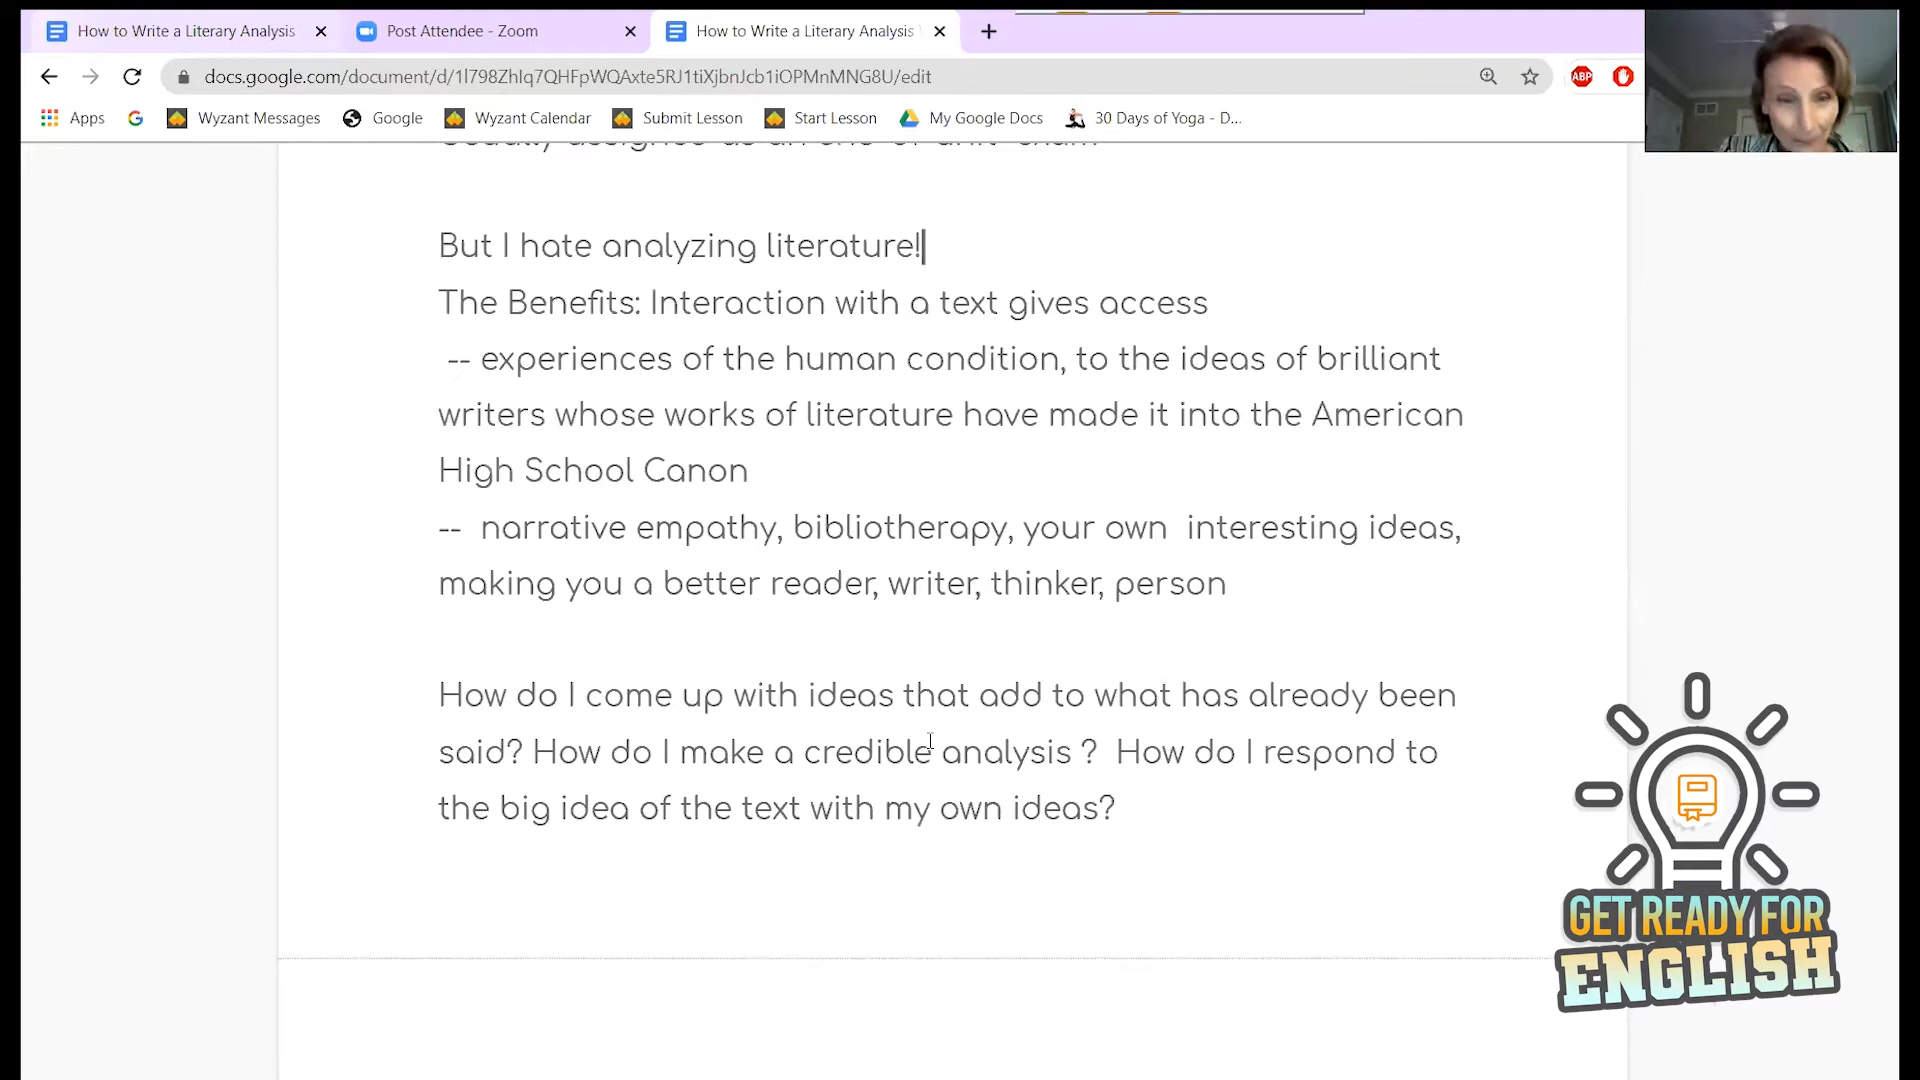 How to Write a Literary Analysis
Post Attendee - Zoom
How to Write a Literary Analysis
docs.google.com/document/d/1l798ZhIq7QHFpWQAxte5RJ1tiXjbnJcb1iOPMnMNG8U/edit
ABP
Apps
Wyzant Messages
Google
Wyzant Calendar
Submit Lesson
Start Lesson
My Google Docs
30 Days of Yoga - D...
But I hate analyzing literature!
The Benefits: Interaction with a text gives access
-- experiences of the human condition, to the ideas of brilliant
writers whose works of literature have made it into the American
High School Canon
-- narrative empathy, bibliotherapy, your own interesting ideas,
making you a better reader, writer, thinker, person
How do I come up with ideas that add to what has already been
said? How do I make a credible analysis ? How do I respond to
the big idea of the text with my own ideas?
GET READY FOR
ENGLISH